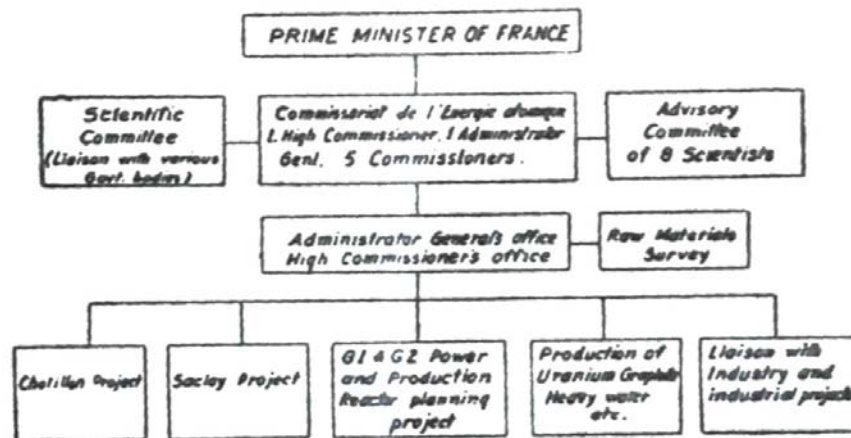 PRIME MINISTER OF FRANCE
Scientific
Committee
(Liaison with various
Govt. bodies)
Commissariat de l'Energie atomique
1. High Commissioner, 1 Administrator
Genl. 5 Commissioners.
Advisory
Committee
of 8 Scientists
Administrator General's office
High Commissioner's office
Raw Materials
Survey
Chatillon Project
Saclay Project
G1 & G2 Power
and Production
Reactor planning
project
Production of
Uranium Graphite
Heavy water
etc.
Liaison with
Industry and
industrial projects